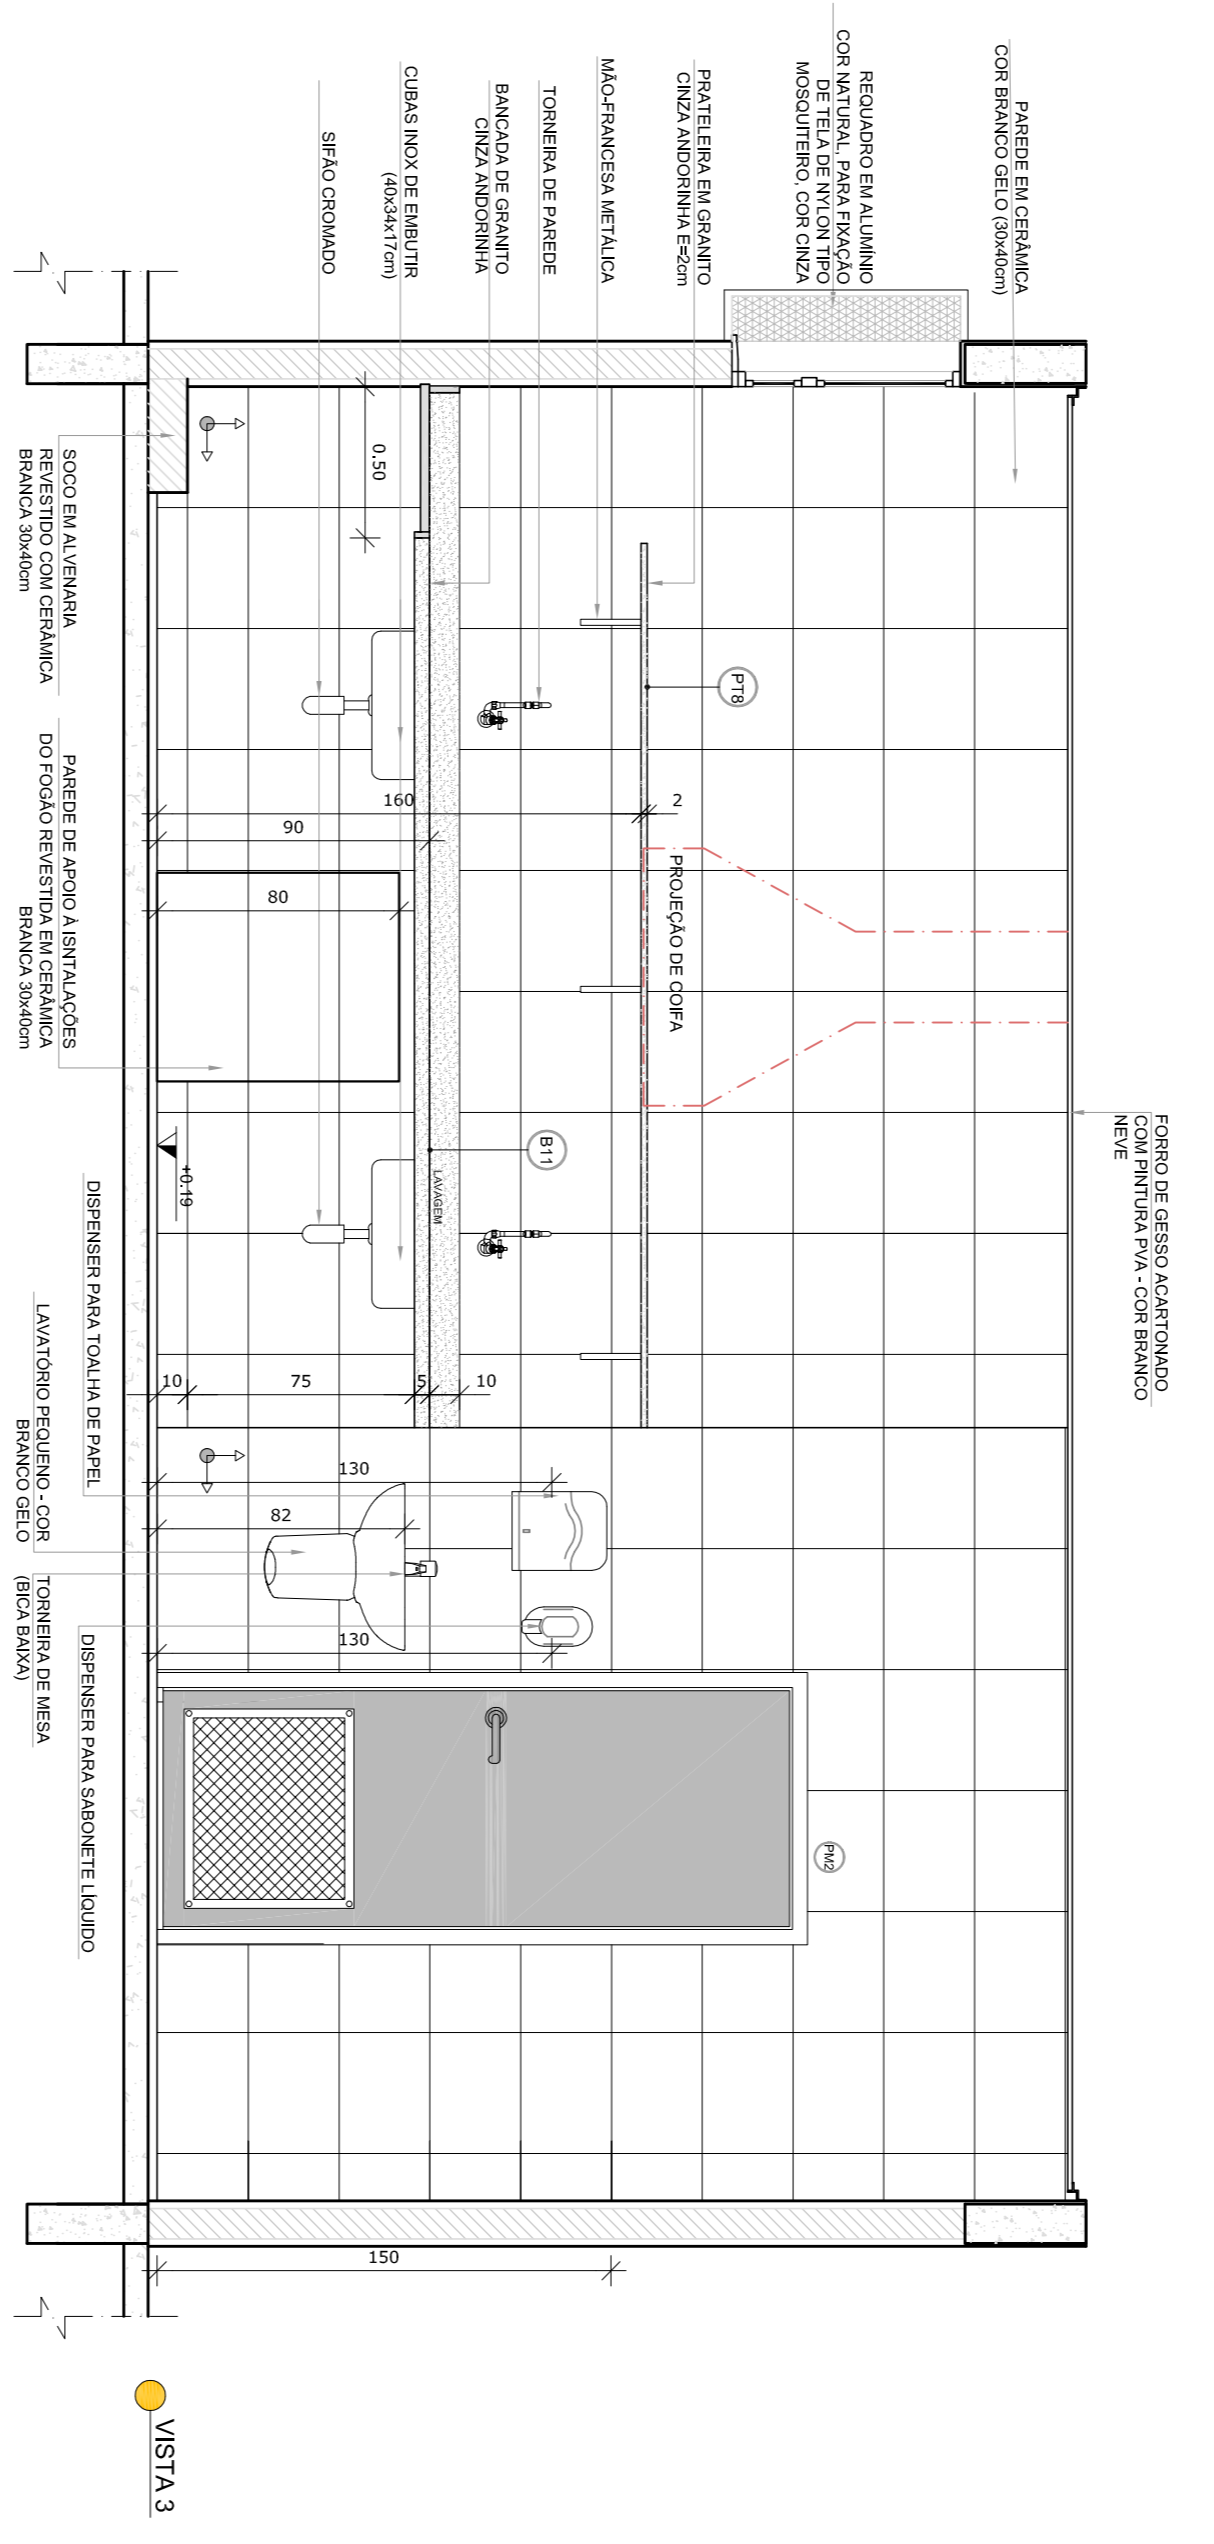 PAREDE EM CERÂMICA
COR BRANCO GELO (30x40cm)
REQUADRO EM ALUMÍNIO
COR NATURAL, PARA FIXAÇÃO
DE TELA DE NYLON TIPO
MOSQUITEIRO, COR CINZA
PRATELEIRA EM GRANITO
CINZA ANDORINHA E=2cm
MÃO-FRANCESA METÁLICA
TORNEIRA DE PAREDE
BANCADA DE GRANITO
CINZA ANDORINHA
CUBAS INOX DE EMBUTIR
(40x34x17cm)
SIFÃO CROMADO
FORRO DE GESSO ACARTONADO
COM PINTURA PVA - COR BRANCO
NEVE
PT8
PROJEÇÃO DE COIFA
2
160
90
80
0.50
B11
LAVAGEM
+0.19
10
75
5
10
130
82
130
PM2
150
SOCO EM ALVENARIA
REVESTIDO COM CERÂMICA
BRANCA 30x40cm
PAREDE DE APOIO À ISNTALAÇÕES
DO FOGÃO REVESTIDA EM CERÂMICA
BRANCA 30x40cm
DISPENSER PARA TOALHA DE PAPEL
LAVATÓRIO PEQUENO - COR
BRANCO GELO
TORNEIRA DE MESA
(BICA BAIXA)
DISPENSER PARA SABONETE LÍQUIDO
VISTA 3